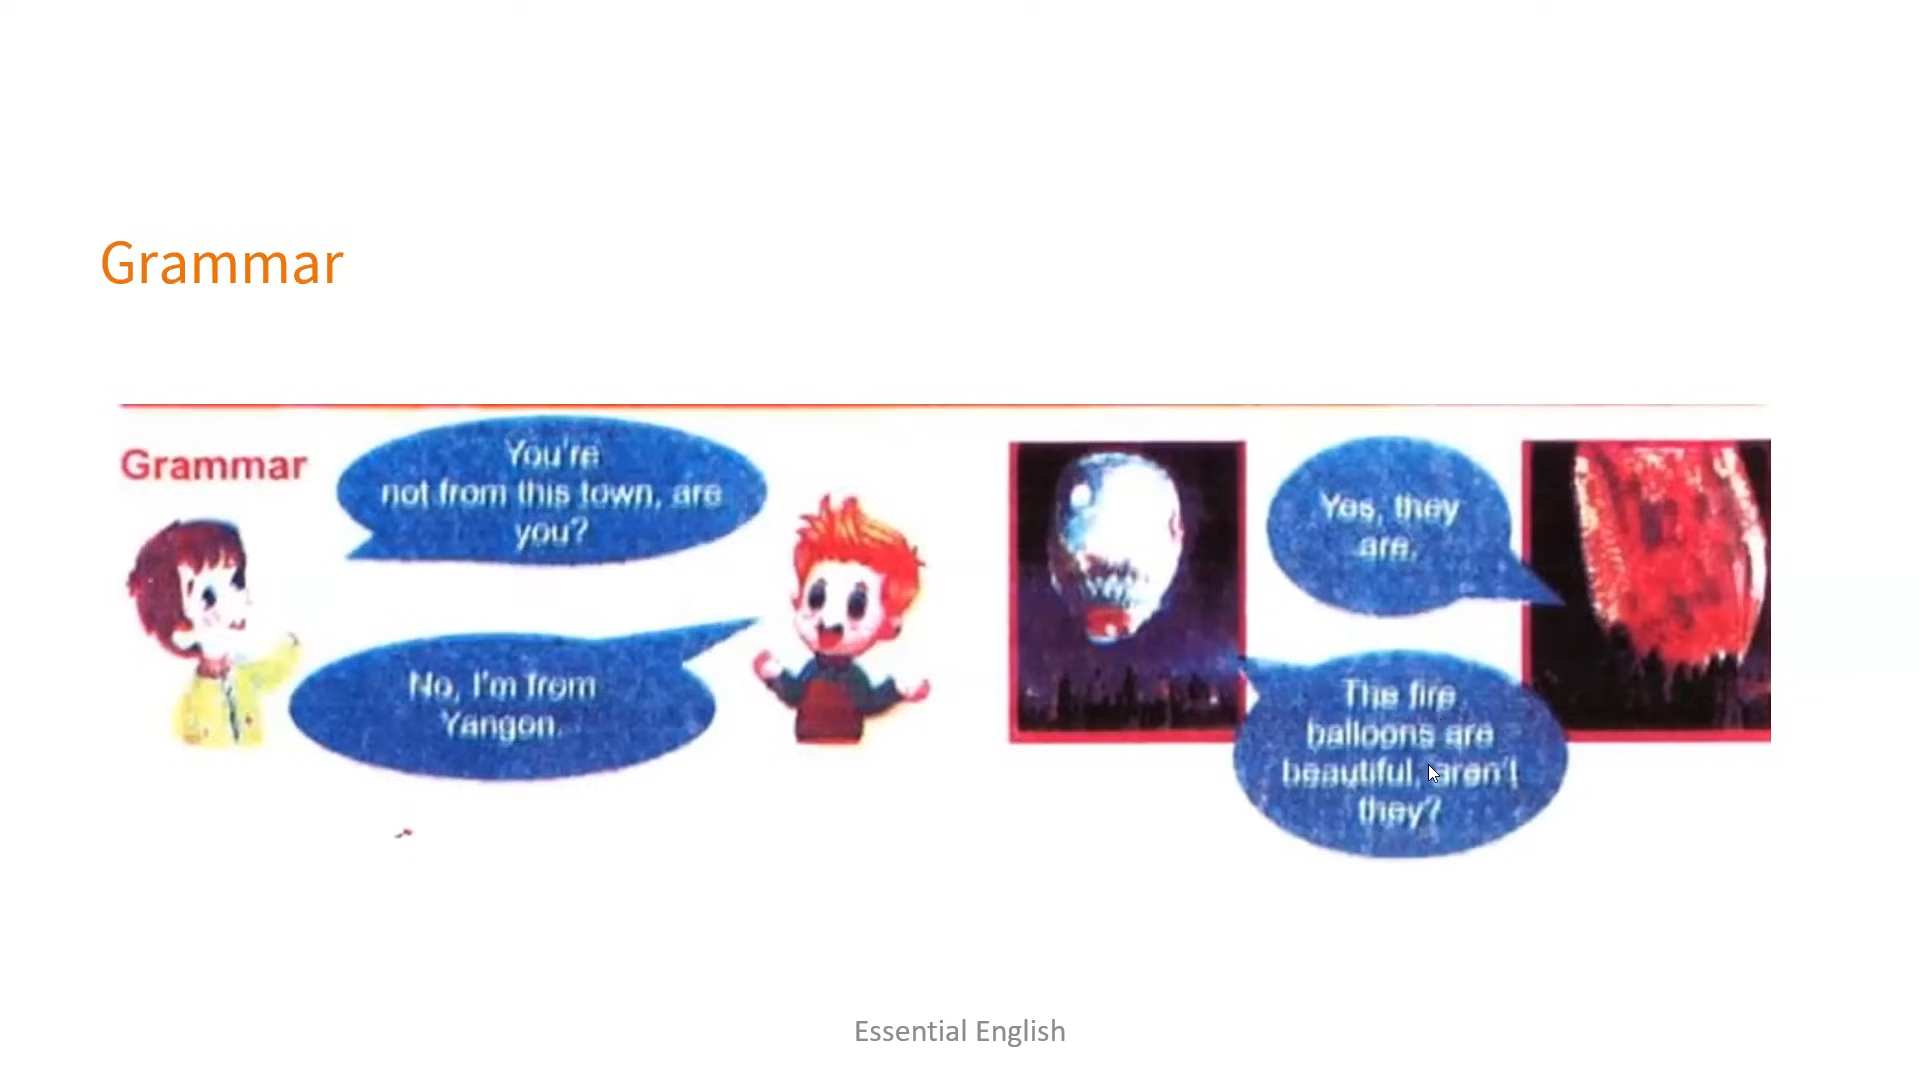 Grammar
Grammar
You're
not from this town, are
you?
No, I'm from
Yangon.
Yes, they
are.
The fire
balloons are
beautiful, aren't
they?
Essential English